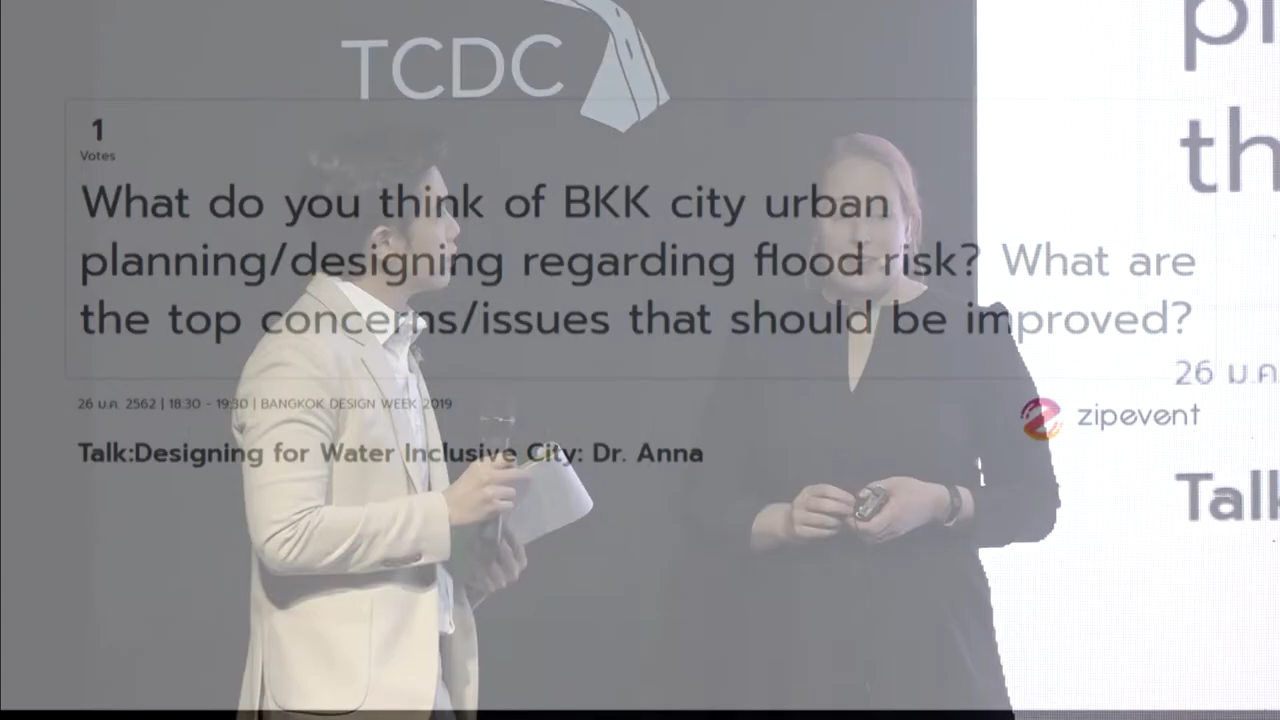 TCDC
1
Votes
What do you think of BKK city urban
planning/designing regarding flood risk? What are
the top concerns/issues that should be improved?
26 ม.ค. 2562 | 18:30 - 19:30 | BANGKOK DESIGN WEEK 2019
zipevent
Talk:Designing for Water Inclusive City: Dr. Anna
pl
th
26 ม.ค
Talk